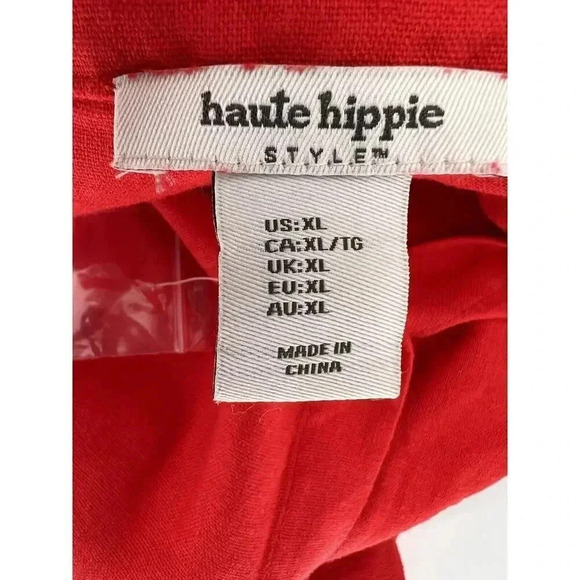 haute hippie
STYLE™
US:XL
CA:XL/TG
UK:XL
EU:XL
AU:XL
MADE IN
CHINA